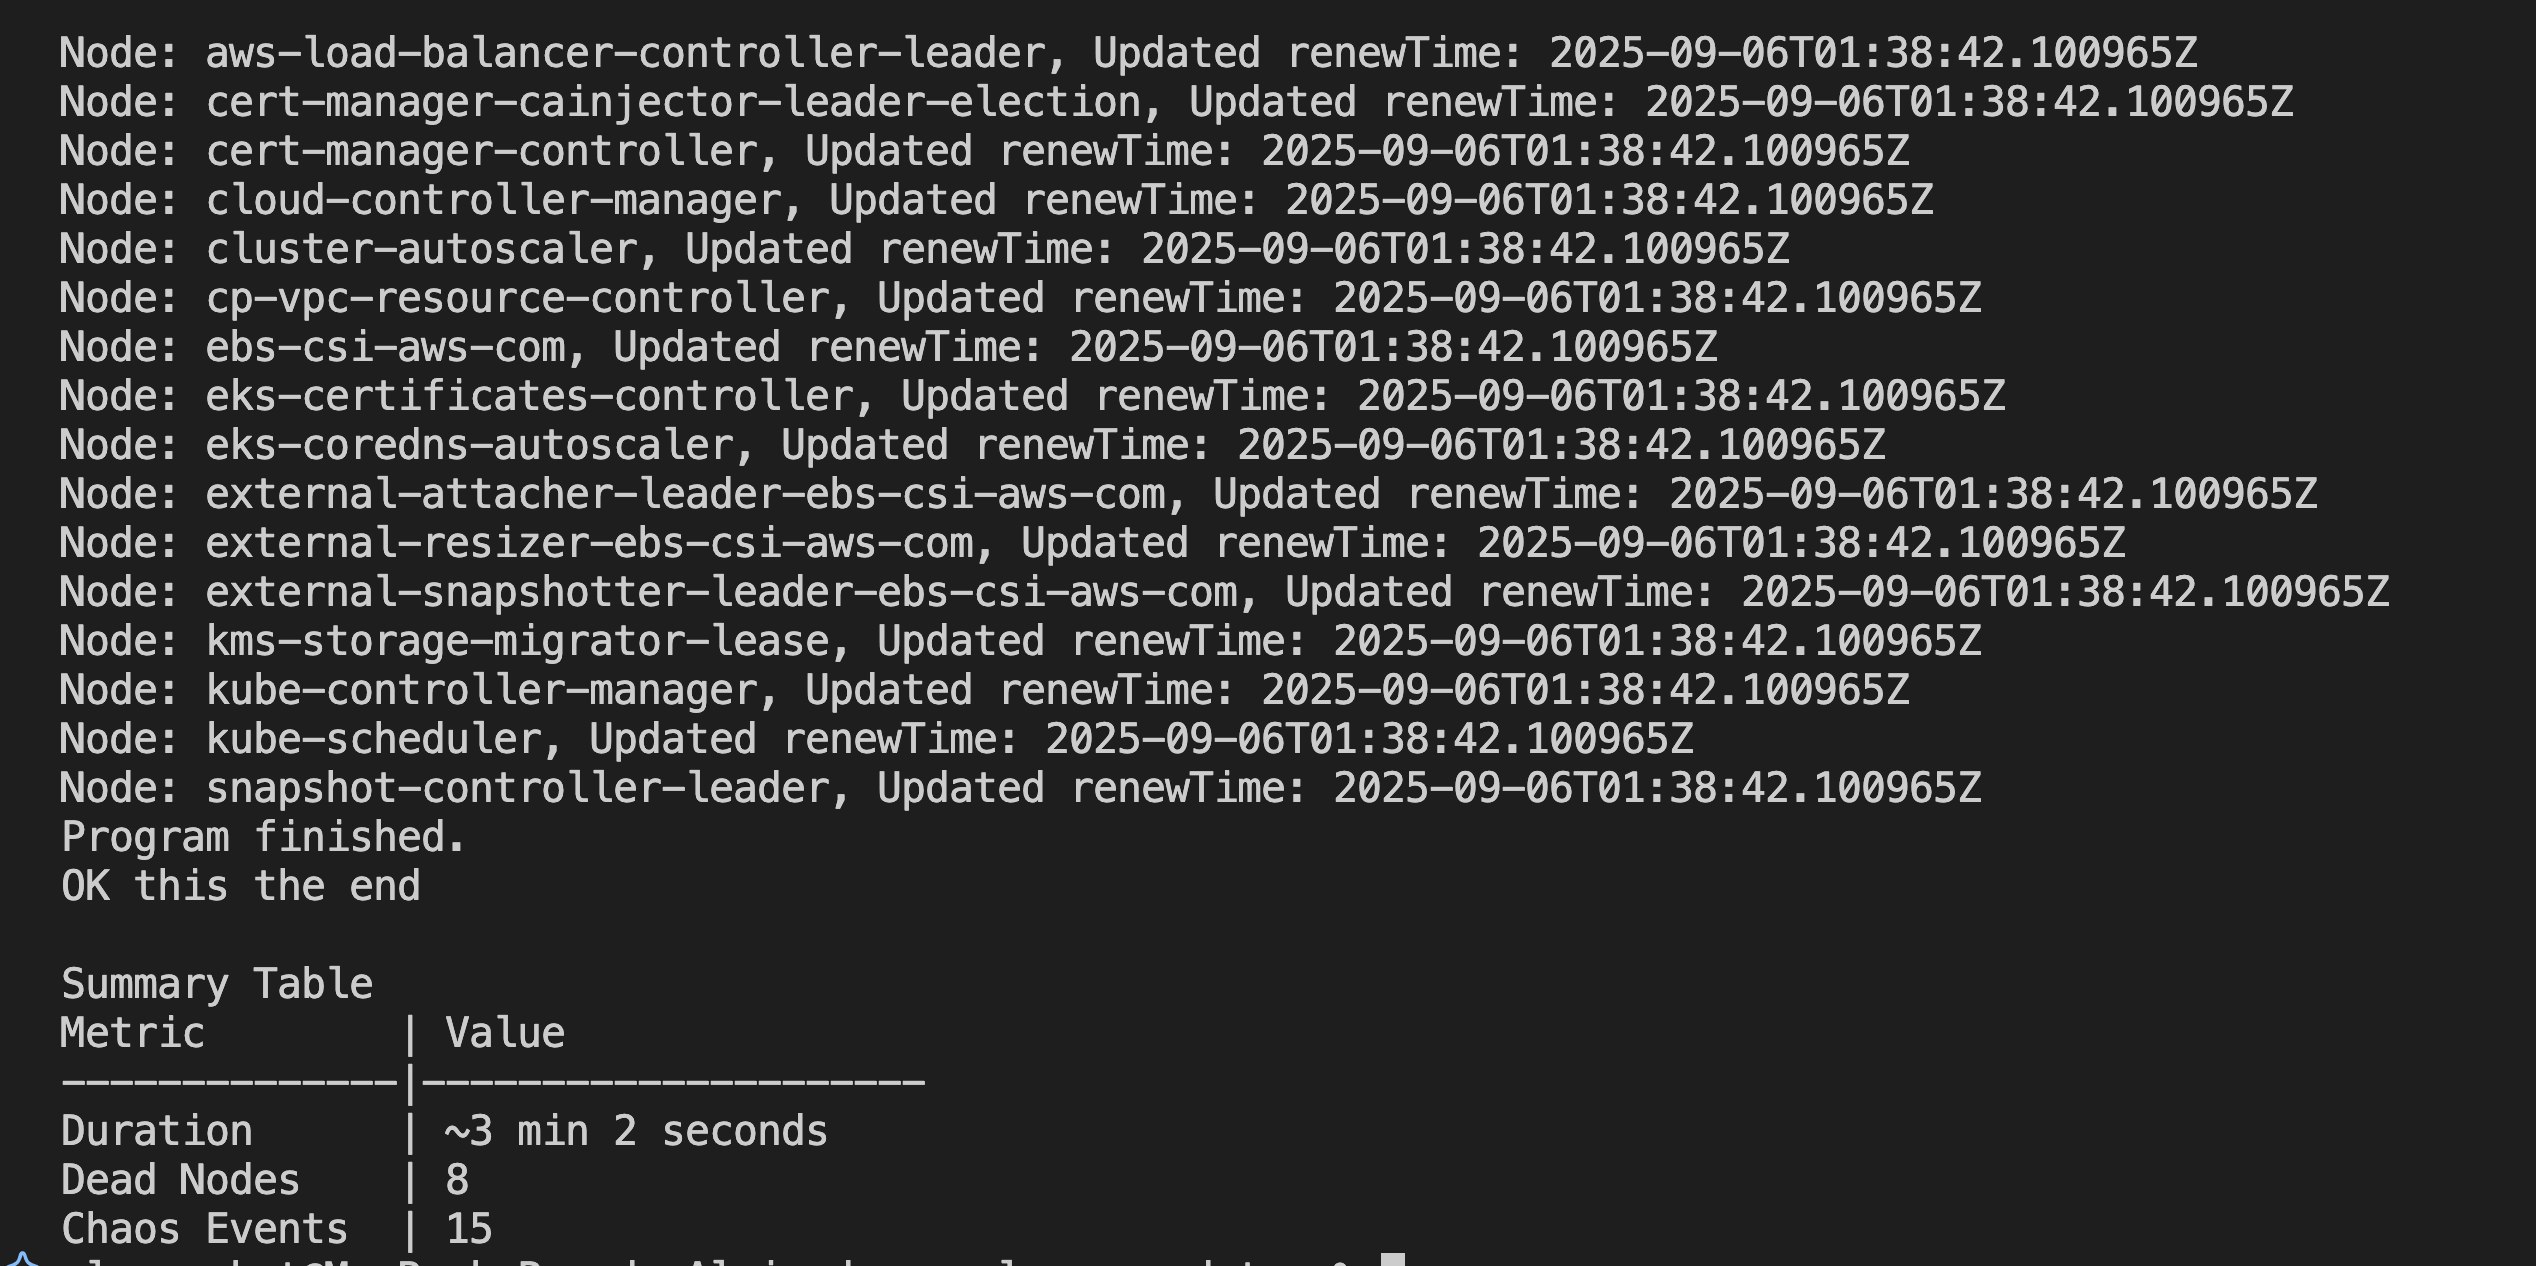 Node: aws-load-balancer-controller-leader, Updated renewTime: 2025-09-06T01:38:42.100965Z
Node: cert-manager-cainjector-leader-election, Updated renewTime: 2025-09-06T01:38:42.100965Z
Node: cert-manager-controller, Updated renewTime: 2025-09-06T01:38:42.100965Z
Node: cloud-controller-manager, Updated renewTime: 2025-09-06T01:38:42.100965Z
Node: cluster-autoscaler, Updated renewTime: 2025-09-06T01:38:42.100965Z
Node: cp-vpc-resource-controller, Updated renewTime: 2025-09-06T01:38:42.100965Z
Node: ebs-csi-aws-com, Updated renewTime: 2025-09-06T01:38:42.100965Z
Node: eks-certificates-controller, Updated renewTime: 2025-09-06T01:38:42.100965Z
Node: eks-coredns-autoscaler, Updated renewTime: 2025-09-06T01:38:42.100965Z
Node: external-attacher-leader-ebs-csi-aws-com, Updated renewTime: 2025-09-06T01:38:42.100965Z
Node: external-resizer-ebs-csi-aws-com, Updated renewTime: 2025-09-06T01:38:42.100965Z
Node: external-snapshotter-leader-ebs-csi-aws-com, Updated renewTime: 2025-09-06T01:38:42.100965Z
Node: kms-storage-migrator-lease, Updated renewTime: 2025-09-06T01:38:42.100965Z
Node: kube-controller-manager, Updated renewTime: 2025-09-06T01:38:42.100965Z
Node: kube-scheduler, Updated renewTime: 2025-09-06T01:38:42.100965Z
Node: snapshot-controller-leader, Updated renewTime: 2025-09-06T01:38:42.100965Z
Program finished.
OK this the end
Summary Table
Metric | Value
--------------|---------------------
Duration | ~3 min 2 seconds
Dead Nodes | 8
Chaos Events | 15